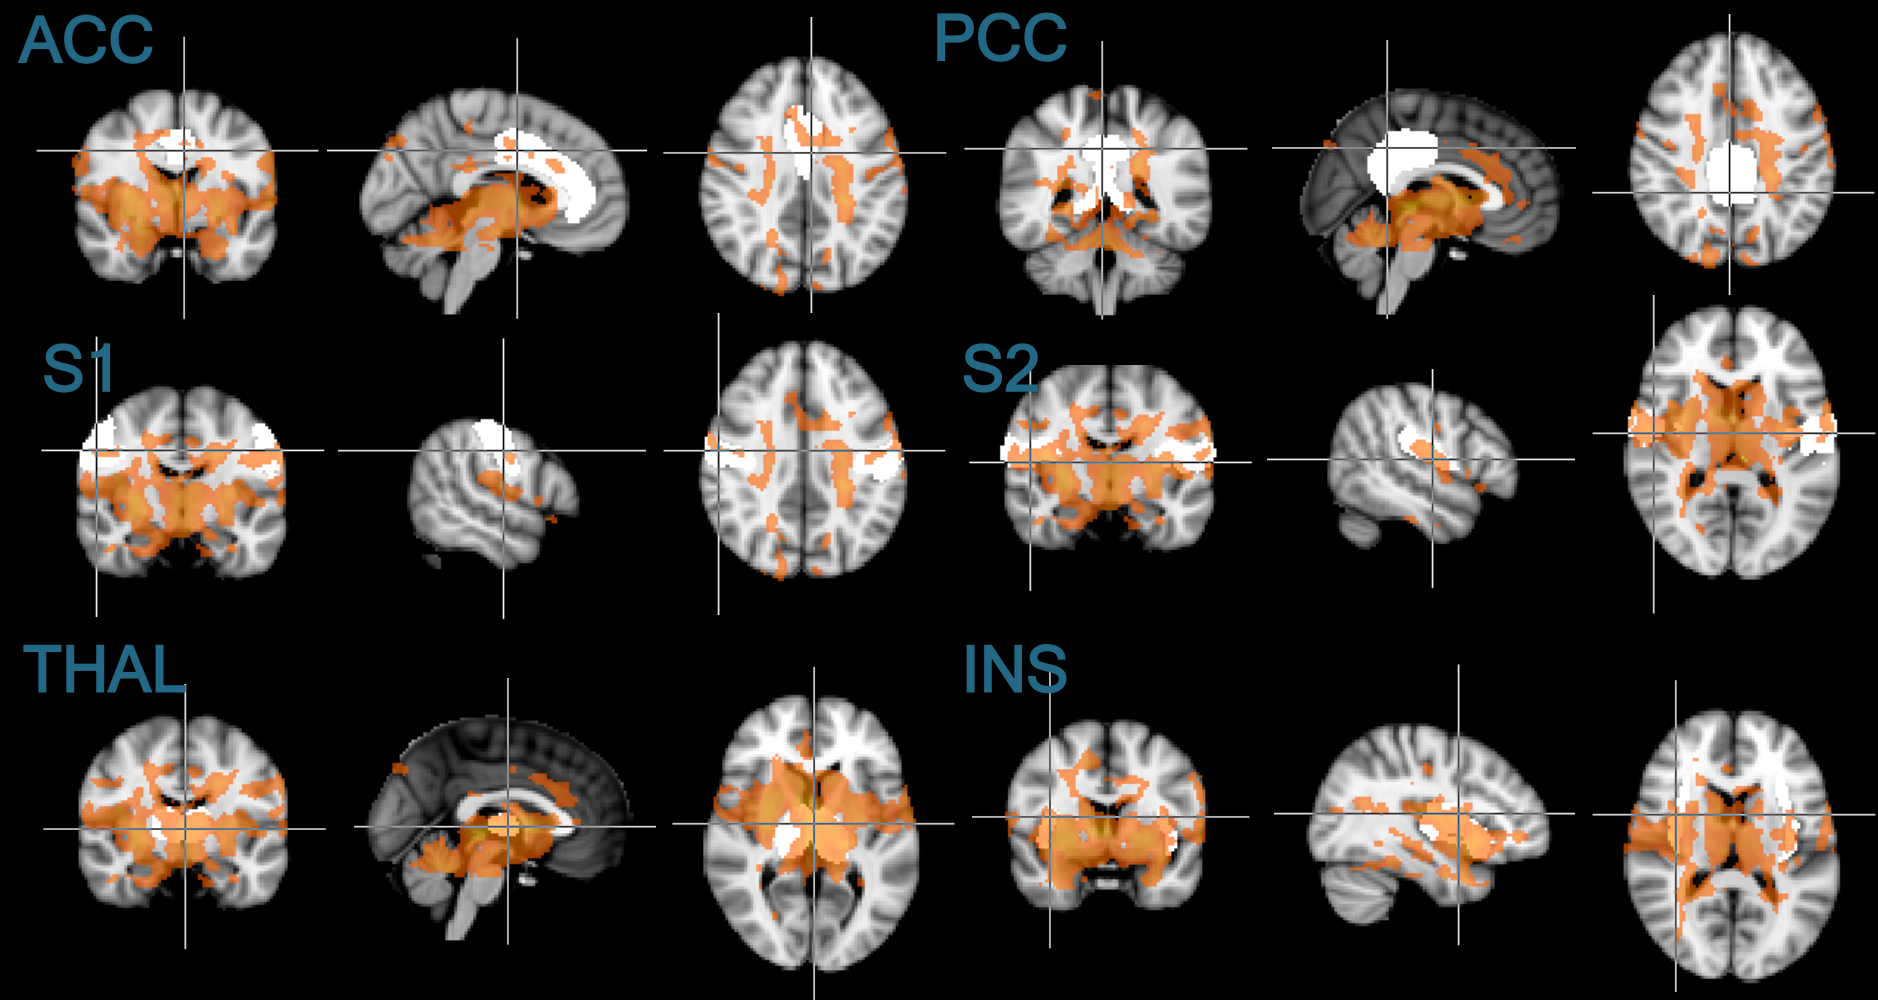 ACC
PCC
S1
S2
THAL
INS